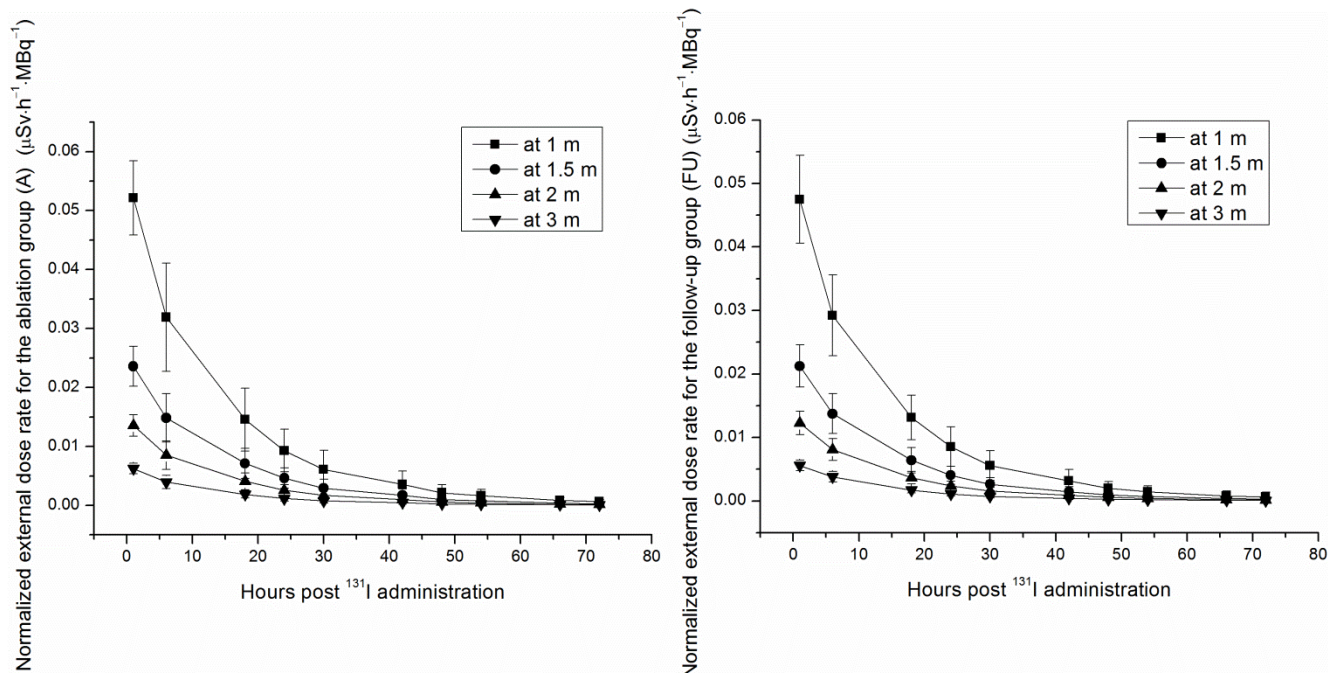 Normalized external dose rate for the ablation group (A) (μSv·h⁻¹·MBq⁻¹)
0.06
0.05
0.04
0.03
0.02
0.01
0.00
at 1 m
at 1.5 m
at 2 m
at 3 m
0 10 20 30 40 50 60 70 80
Hours post ¹³¹I administration
Normalized external dose rate for the follow-up group (FU) (μSv·h⁻¹·MBq⁻¹)
0.06
0.05
0.04
0.03
0.02
0.01
0.00
at 1 m
at 1.5 m
at 2 m
at 3 m
0 10 20 30 40 50 60 70 80
Hours post ¹³¹I administration